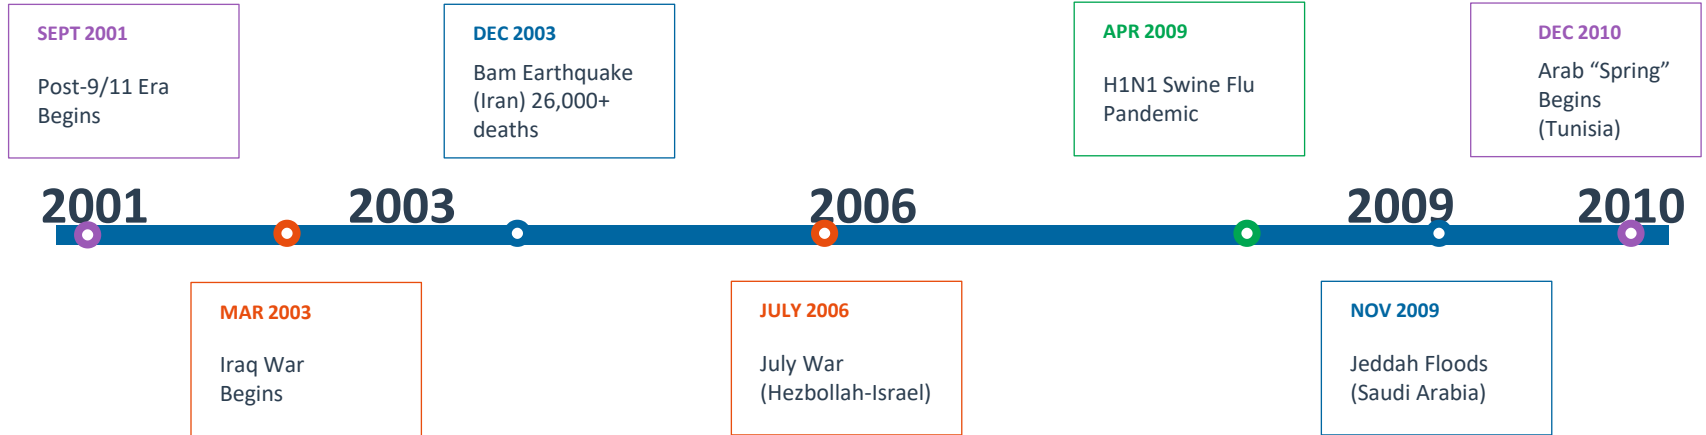 SEPT 2001
Post-9/11 Era
Begins
DEC 2003
Bam Earthquake
(Iran) 26,000+
deaths
APR 2009
H1N1 Swine Flu
Pandemic
DEC 2010
Arab “Spring”
Begins
(Tunisia)
2001
2003
2006
2009
2010
MAR 2003
Iraq War
Begins
JULY 2006
July War
(Hezbollah-Israel)
NOV 2009
Jeddah Floods
(Saudi Arabia)